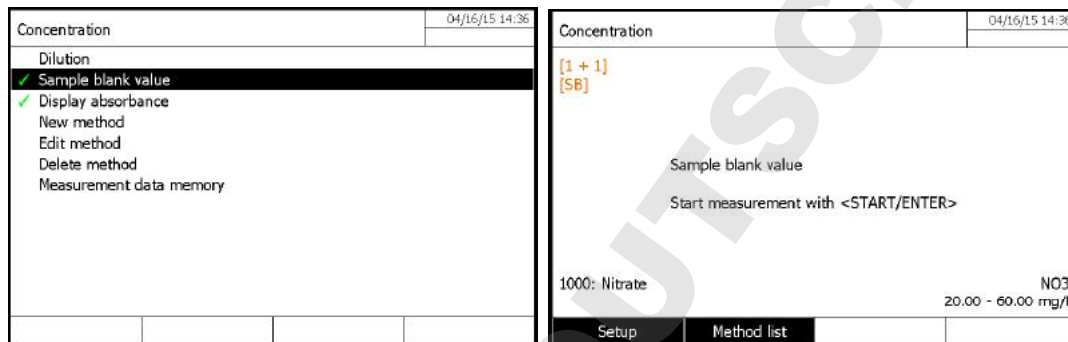 Concentration
04/16/15 14:36
Dilution
✓ Sample blank value
✓ Display absorbance
New method
Edit method
Delete method
Measurement data memory
Concentration
04/16/15 14:36
[1 + 1]
[SB]
Sample blank value
Start measurement with <START/ENTER>
1000: Nitrate
NO3
20.00 - 60.00 mg/l
Setup
Method list